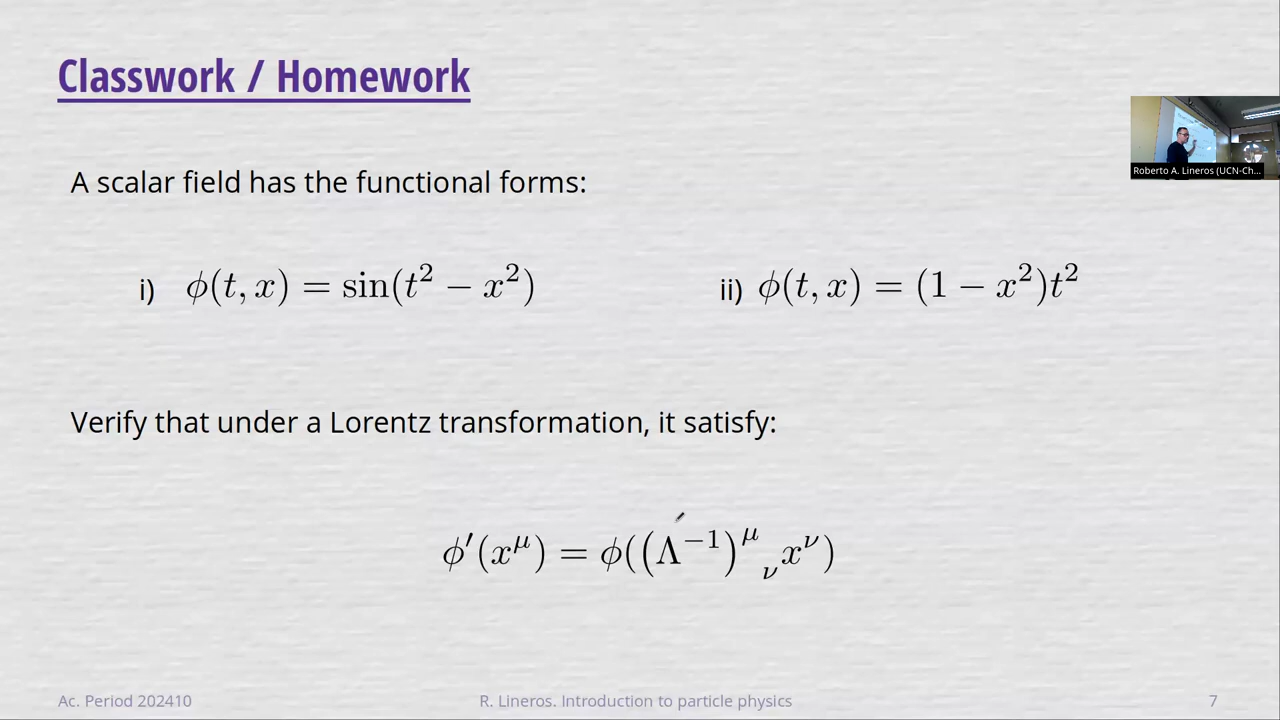 Classwork / Homework
A scalar field has the functional forms:
i) ϕ(t, x) = sin(t² − x²)
ii) ϕ(t, x) = (1 − x²)t²
Roberto A. Lineros (UCN-Ch...
Verify that under a Lorentz transformation, it satisfy:
ϕ′(x^μ) = ϕ((Λ⁻¹)^μ_ν x^ν)
Ac. Period 202410
R. Lineros. Introduction to particle physics
7